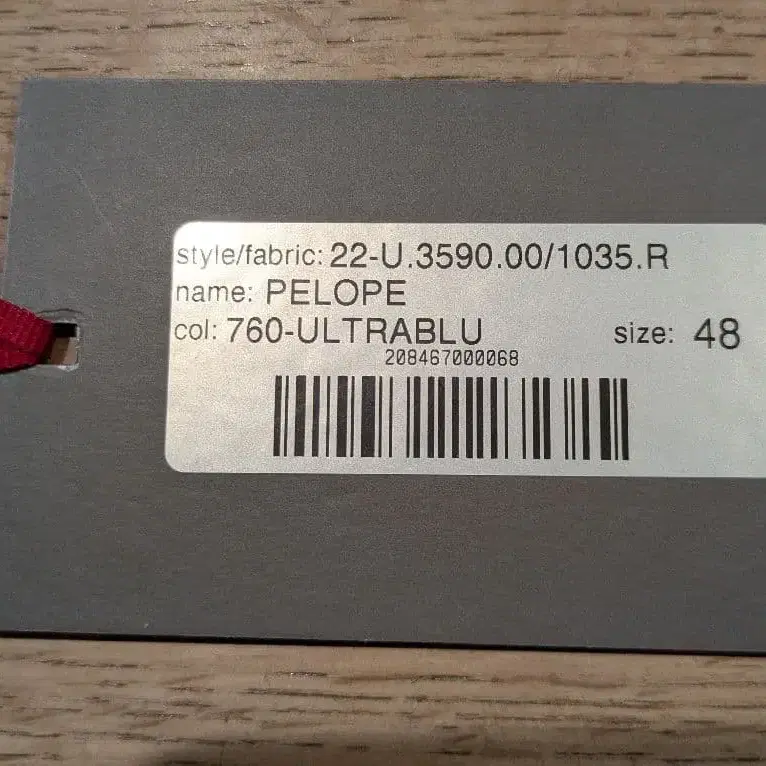 style/fabric: 22-U.3590.00/1035.R
name: PELOPE
col: 760-ULTRABLU size: 48
208467000068